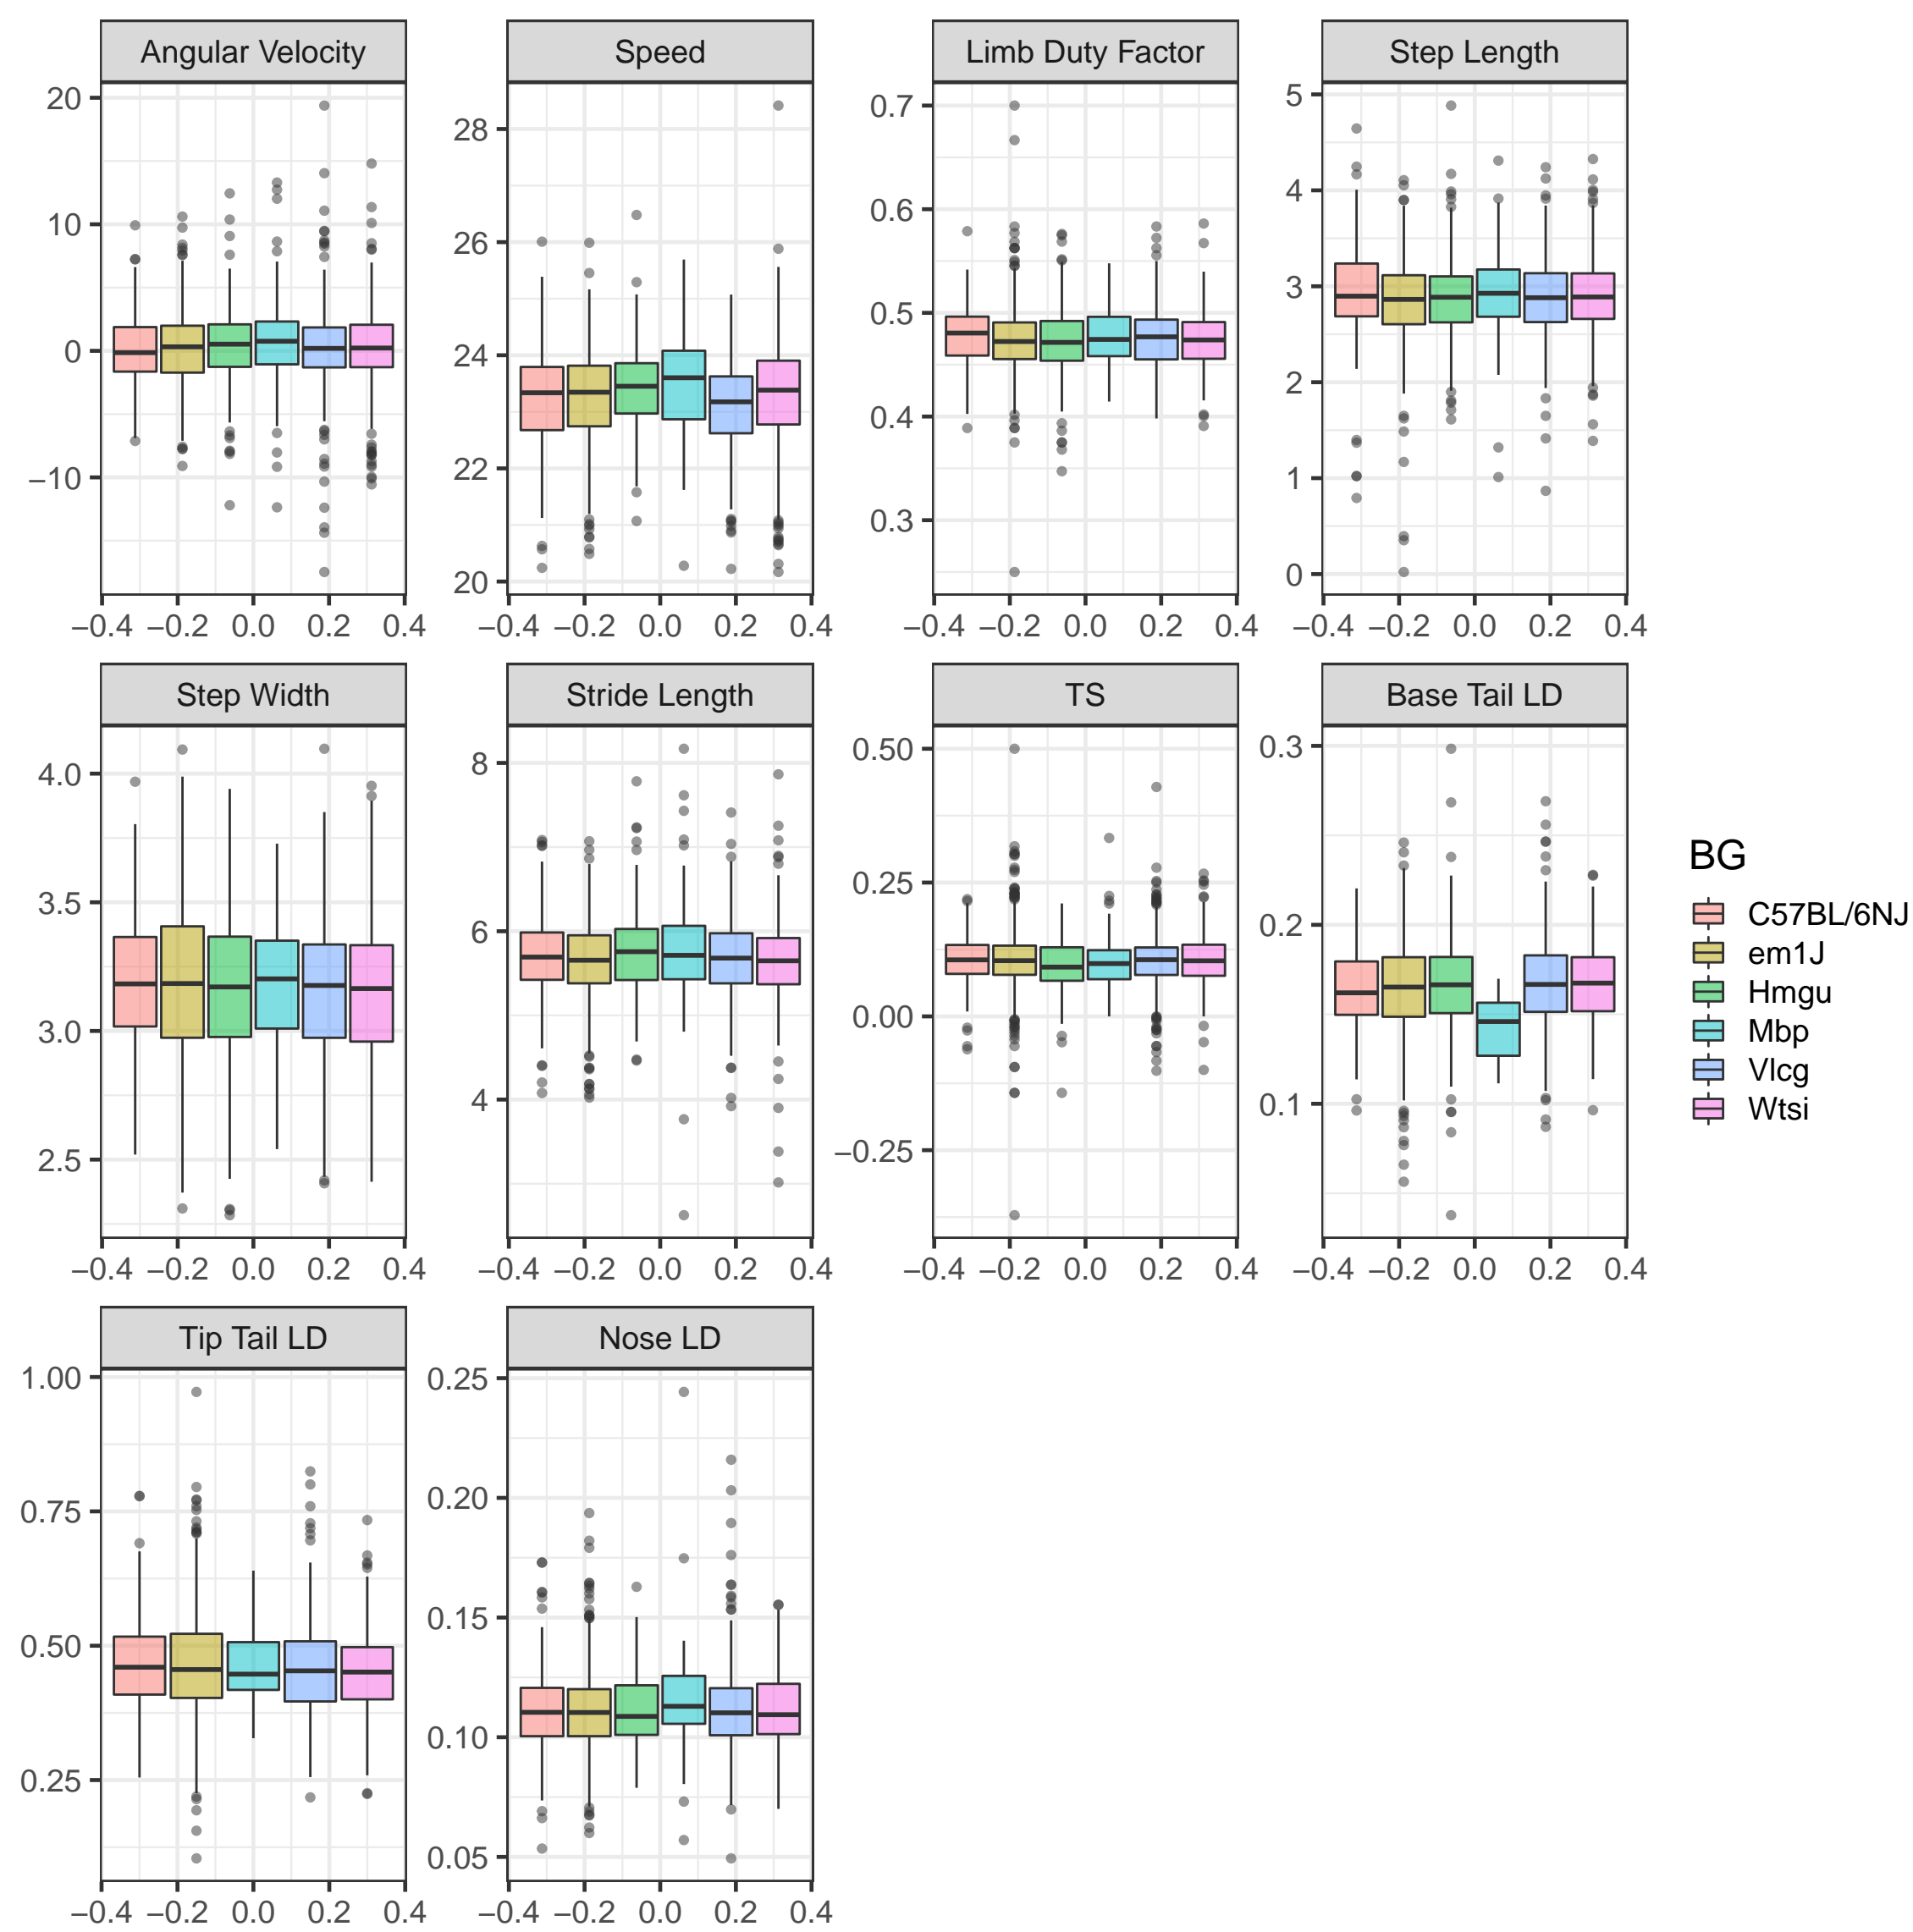 Angular Velocity
20
10
0
−10
−0.4 −0.2 0.0 0.2 0.4
Speed
28
26
24
22
20
−0.4 −0.2 0.0 0.2 0.4
Limb Duty Factor
0.7
0.6
0.5
0.4
0.3
−0.4 −0.2 0.0 0.2 0.4
Step Length
5
4
3
2
1
0
−0.4 −0.2 0.0 0.2 0.4
Step Width
4.0
3.5
3.0
2.5
−0.4 −0.2 0.0 0.2 0.4
Stride Length
8
6
4
−0.4 −0.2 0.0 0.2 0.4
TS
0.50
0.25
0.00
−0.25
−0.4 −0.2 0.0 0.2 0.4
Base Tail LD
0.3
0.2
0.1
−0.4 −0.2 0.0 0.2 0.4
Tip Tail LD
1.00
0.75
0.50
0.25
−0.4 −0.2 0.0 0.2 0.4
Nose LD
0.25
0.20
0.15
0.10
0.05
−0.4 −0.2 0.0 0.2 0.4
BG
C57BL/6NJ
em1J
Hmgu
Mbp
Vlcg
Wtsi